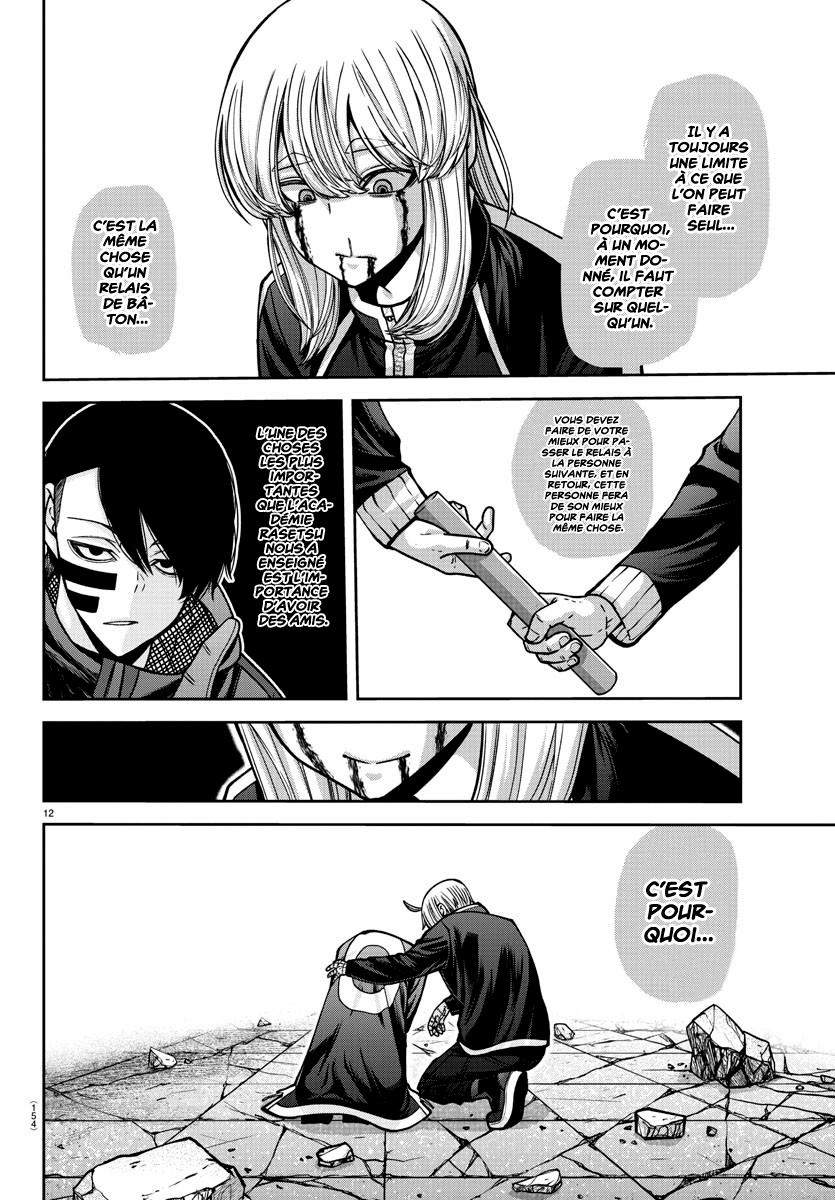 IL Y A
TOUJOURS
UNE LIMITE
À CE QUE
L'ON PEUT
FAIRE
SEUL...
C'EST
POURQUOI,
À UN MO-
MENT DON-
NÉ, IL FAUT
COMPTER
SUR QUEL-
QU'UN.
C'EST LA
MÊME
CHOSE
QU'UN
RELAIS
DE BÂ-
TON...
VOUS DEVEZ
FAIRE DE VOTRE
MIEUX POUR PA-
SSER LE RELAIS À
LA PERSONNE
SUIVANTE, ET EN
RETOUR, CETTE
PERSONNE FERA
DE SON MIEUX
POUR FAIRE LA
MÊME CHOSE.
L'UNE DES
CHOSES
LES PLUS
IMPOR-
TANTES
QUE L'ACA-
DÉMIE
RASETSU
NOUS A
ENSEIGNÉ
EST L'IM-
PORTANCE
D'AVOIR
DES AMIS.
12
C'EST
POUR-
QUOI...
(154)